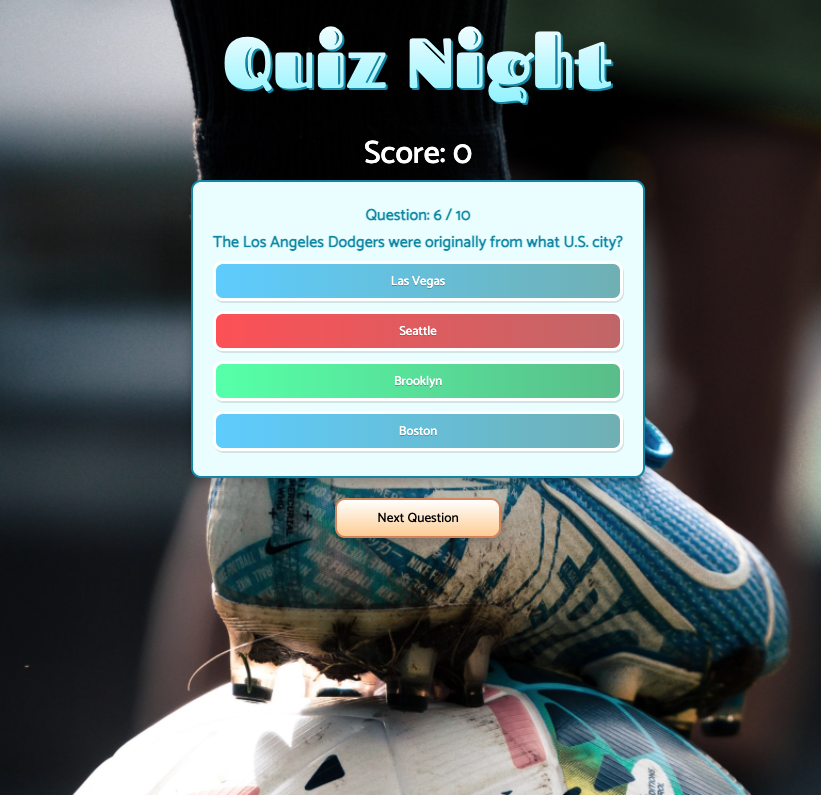 Quiz Night
Score: 0
Question: 6 / 10
The Los Angeles Dodgers were originally from what U.S. city?
Las Vegas
Seattle
Brooklyn
Boston
Next Question